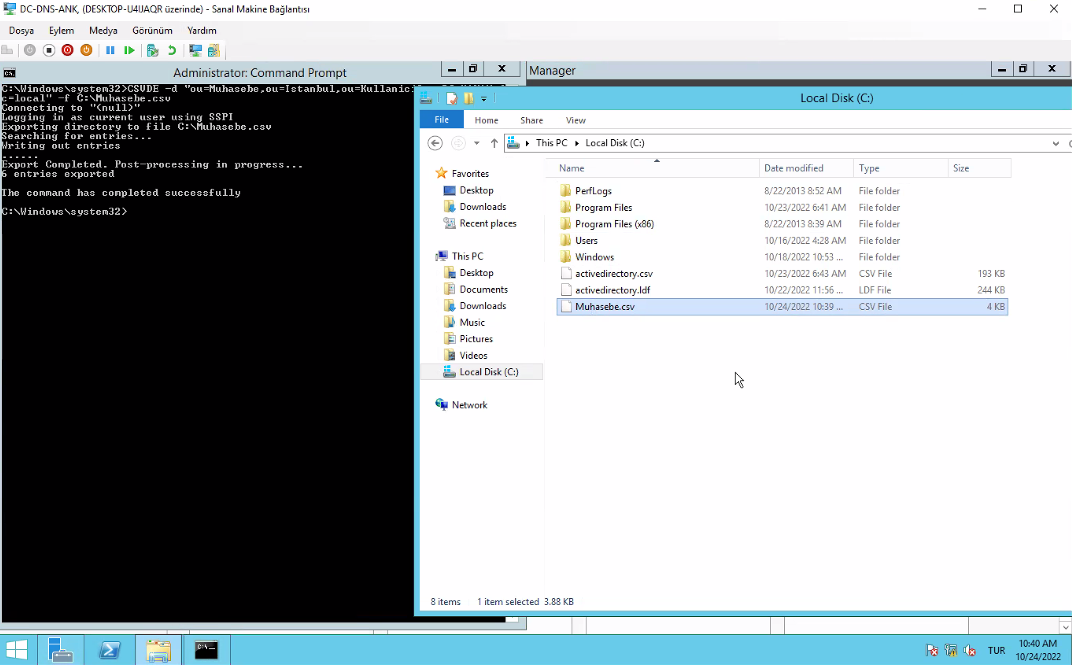 DC-DNS-ANK, (DESKTOP-U4UAQR üzerinde) - Sanal Makine Bağlantısı
Dosya Eylem Medya Görünüm Yardım
Administrator: Command Prompt
Manager
C:\Windows\system32>CSVDE -d "ou=Muhasebe,ou=Istanbul,ou=Kullanici
c=local" -f C:\Muhasebe.csv
Connecting to "(null)"
Logging in as current user using SSPI
Exporting directory to file C:\Muhasebe.csv
Searching for entries...
Writing out entries
......
Export Completed. Post-processing in progress...
6 entries exported
The command has completed successfully
C:\Windows\system32>
Local Disk (C:)
File Home Share View
This PC Local Disk (C:)
Name Date modified Type Size
Favorites
Desktop
Downloads
Recent places
This PC
Desktop
Documents
Downloads
Music
Pictures
Videos
Local Disk (C:)
Network
PerfLogs 8/22/2013 8:52 AM File folder
Program Files 10/23/2022 6:41 AM File folder
Program Files (x86) 8/22/2013 8:39 AM File folder
Users 10/16/2022 4:28 AM File folder
Windows 10/18/2022 10:53 ... File folder
activedirectory.csv 10/23/2022 6:43 AM CSV File 193 KB
activedirectory.ldf 10/22/2022 11:56 ... LDF File 244 KB
Muhasebe.csv 10/24/2022 10:39 ... CSV File 4 KB
8 items 1 item selected 3.88 KB
TUR
10:40 AM
10/24/2022